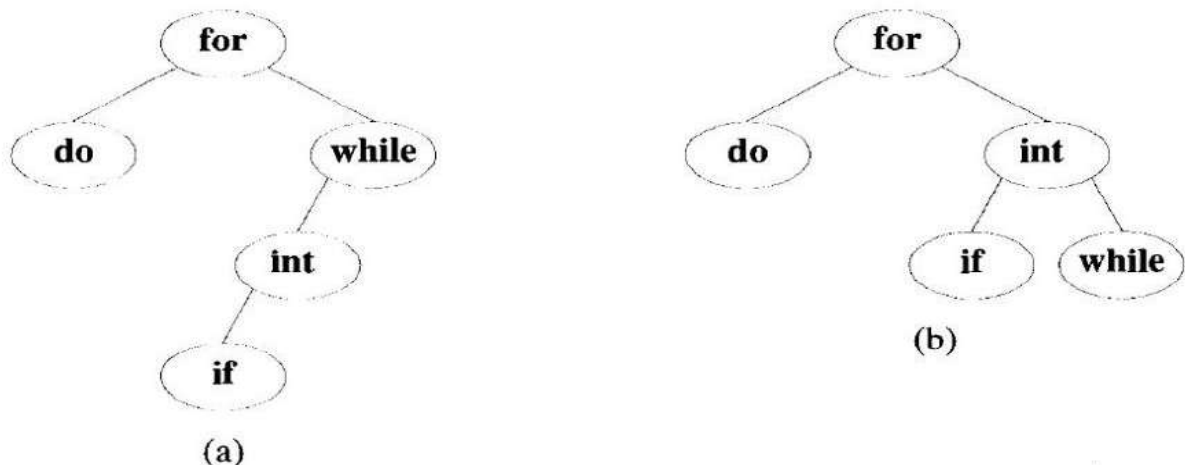 for
do
while
int
if
(a)
for
do
int
if
while
(b)